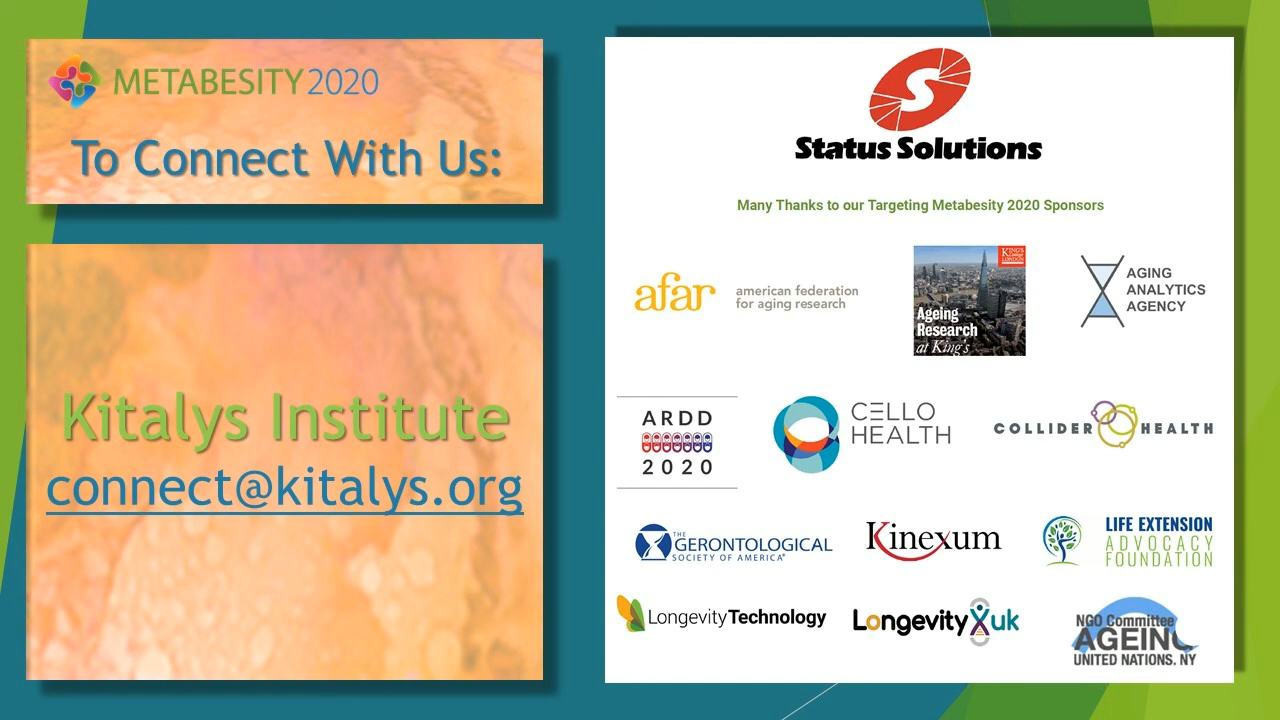 METABESITY 2020
To Connect With Us:
Kitalys Institute
connect@kitalys.org
Status Solutions
Many Thanks to our Targeting Metabesity 2020 Sponsors
afar
american federation
for aging research
KING'S
College
LONDON
Ageing
Research
at King's
AGING
ANALYTICS
AGENCY
ARDD
2020
CELLO
HEALTH
COLLIDER HEALTH
THE
GERONTOLOGICAL
SOCIETY OF AMERICA®
Kinexum
LIFE EXTENSION
ADVOCACY
FOUNDATION
LongevityTechnology
Longevity uk
NGO Committee
AGEING
UNITED NATIONS. NY